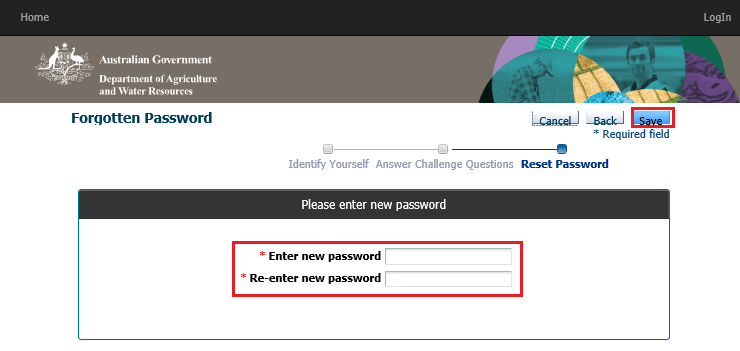 Home
LogIn
Australian Government
Department of Agriculture
and Water Resources
Forgotten Password
Cancel
Back
Save
* Required field
Identify Yourself
Answer Challenge Questions
Reset Password
Please enter new password
* Enter new password
* Re-enter new password